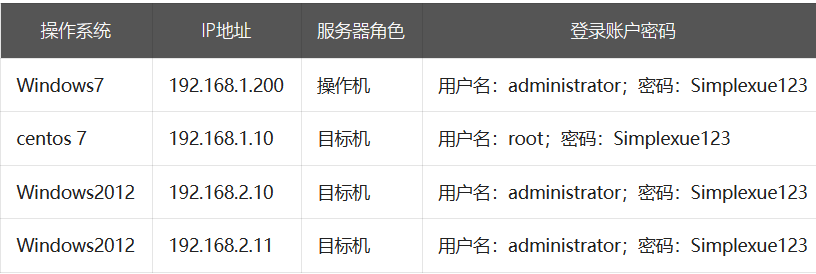 操作系统 IP地址 服务器角色 登录账户密码
Windows7 192.168.1.200 操作机 用户名：administrator；密码：Simplexue123
centos 7 192.168.1.10 目标机 用户名：root；密码：Simplexue123
Windows2012 192.168.2.10 目标机 用户名：administrator；密码：Simplexue123
Windows2012 192.168.2.11 目标机 用户名：administrator；密码：Simplexue123